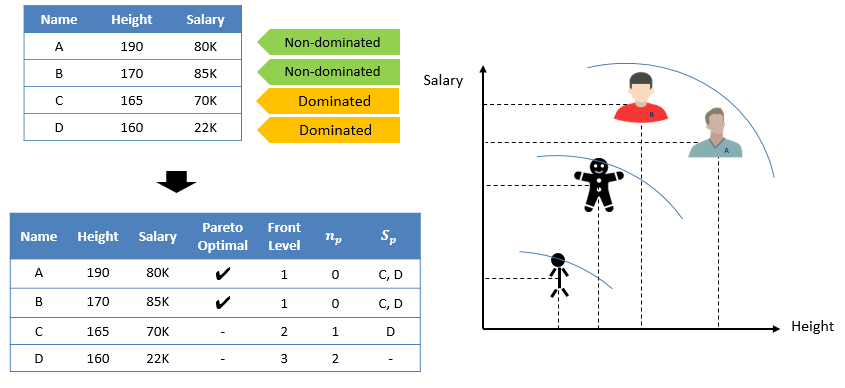 Name Height Salary
A 190 80K
B 170 85K
C 165 70K
D 160 22K
Non-dominated
Non-dominated
Dominated
Dominated
Name Height Salary Pareto Optimal Front Level nₚ Sₚ
A 190 80K ✔ 1 0 C, D
B 170 85K ✔ 1 0 C, D
C 165 70K - 2 1 D
D 160 22K - 3 2 -
Salary
B
A
Height